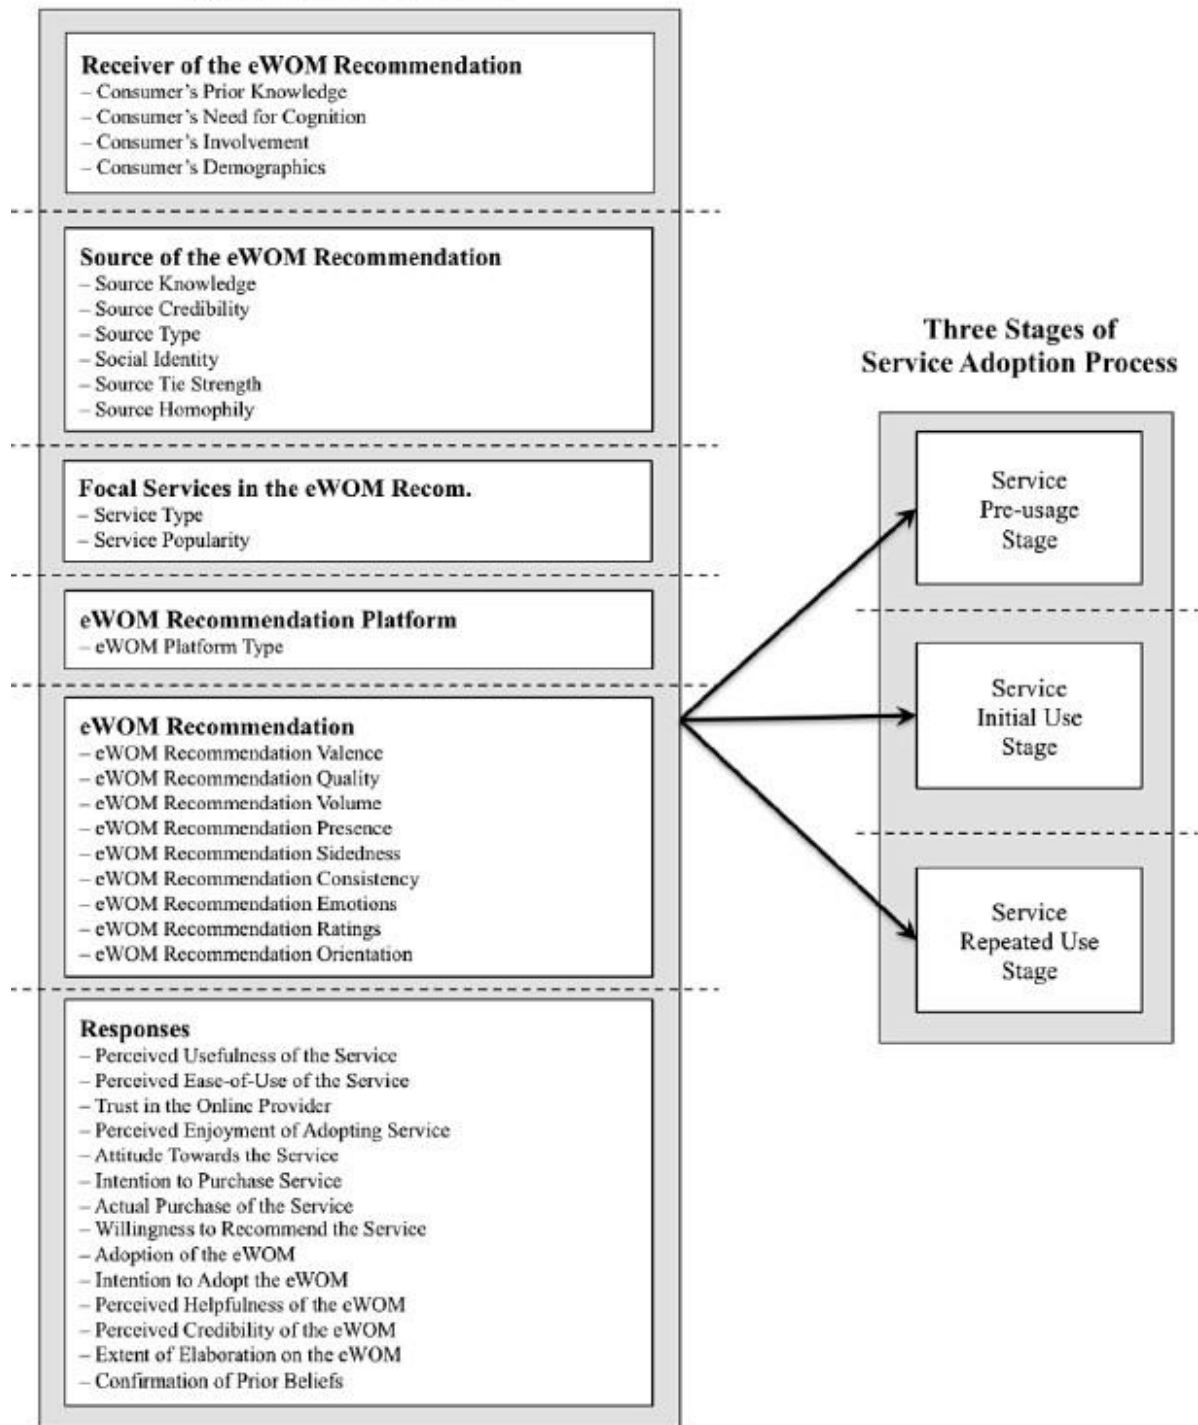 Receiver of the eWOM Recommendation
– Consumer's Prior Knowledge
– Consumer's Need for Cognition
– Consumer's Involvement
– Consumer's Demographics
Source of the eWOM Recommendation
– Source Knowledge
– Source Credibility
– Source Type
– Social Identity
– Source Tie Strength
– Source Homophily
Focal Services in the eWOM Recom.
– Service Type
– Service Popularity
eWOM Recommendation Platform
– eWOM Platform Type
eWOM Recommendation
– eWOM Recommendation Valence
– eWOM Recommendation Quality
– eWOM Recommendation Volume
– eWOM Recommendation Presence
– eWOM Recommendation Sidedness
– eWOM Recommendation Consistency
– eWOM Recommendation Emotions
– eWOM Recommendation Ratings
– eWOM Recommendation Orientation
Responses
– Perceived Usefulness of the Service
– Perceived Ease-of-Use of the Service
– Trust in the Online Provider
– Perceived Enjoyment of Adopting Service
– Attitude Towards the Service
– Intention to Purchase Service
– Actual Purchase of the Service
– Willingness to Recommend the Service
– Adoption of the eWOM
– Intention to Adopt the eWOM
– Perceived Helpfulness of the eWOM
– Perceived Credibility of the eWOM
– Extent of Elaboration on the eWOM
– Confirmation of Prior Beliefs
Three Stages of
Service Adoption Process
Service
Pre-usage
Stage
Service
Initial Use
Stage
Service
Repeated Use
Stage